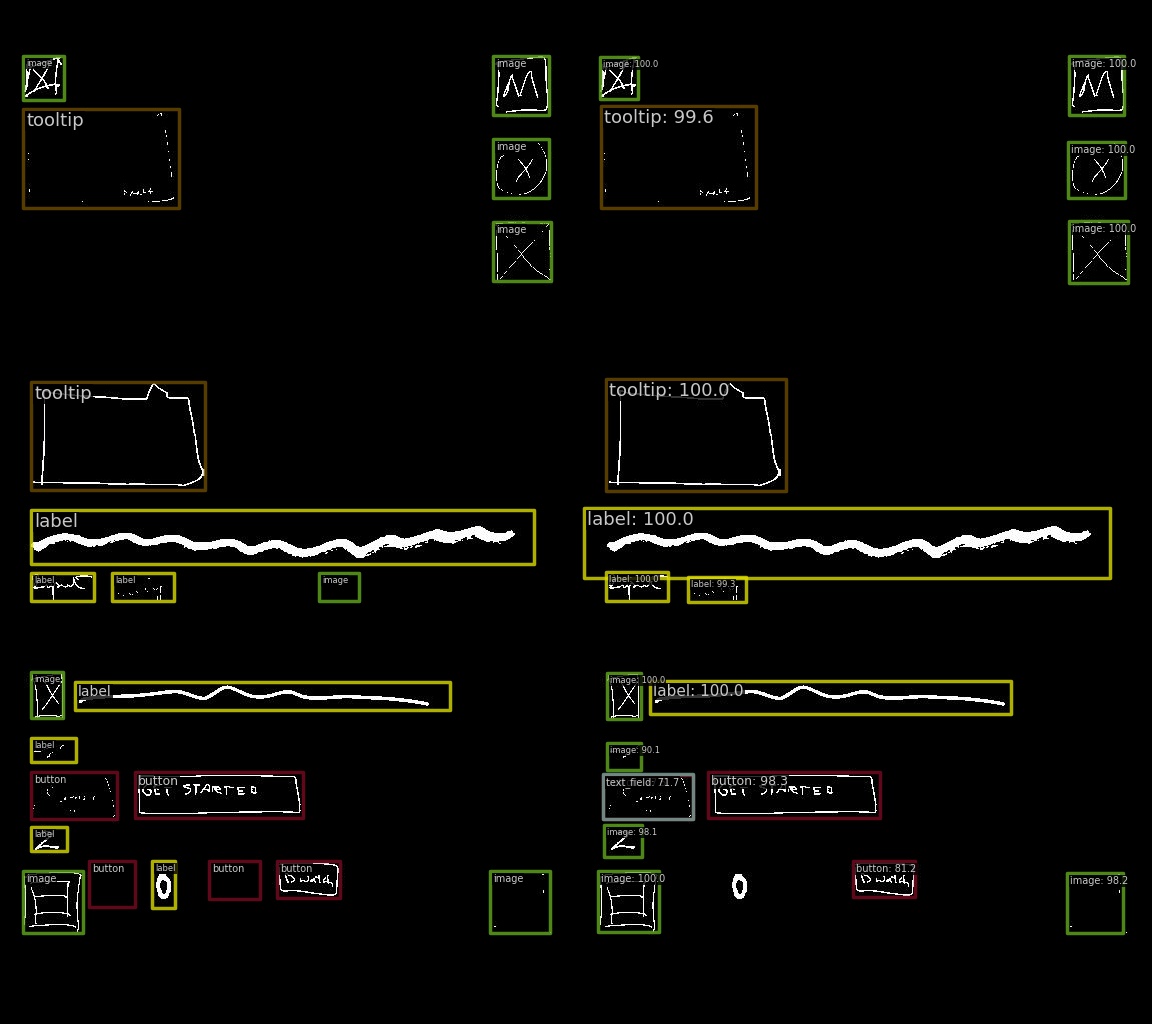 image
image
image: 100.0
image: 100.0
tooltip
tooltip: 99.6
image
image: 100.0
image
image: 100.0
tooltip
tooltip: 100.0
label
label: 100.0
label
label
image
label: 100.0
label: 99.3
image
label
image: 100.0
label: 100.0
label
image: 90.1
button
button
GET STARTED
text field: 71.7
button: 98.3
GET STARTED
label
image: 98.1
image
button
label
0
button
button
image
image: 100.0
0
button: 81.2
image: 98.2